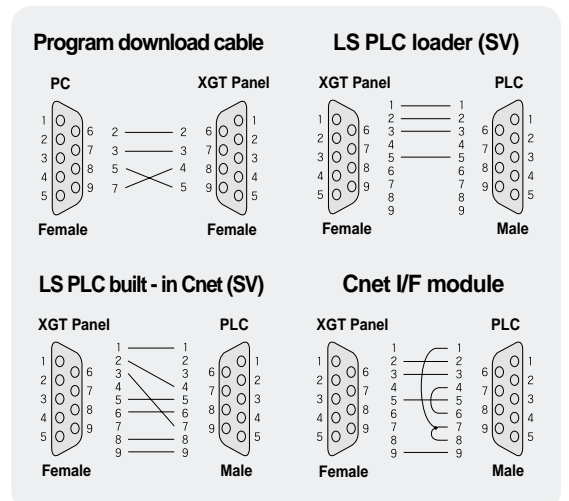 Program download cable
PC XGT Panel
1 1
6 2 2 6
2 2
7 3 3 7
3 3
8 5 4 8
4 4
9 7 5 9
5 5
Female Female
LS PLC loader (SV)
XGT Panel PLC
1 1
1 2 2 1
6 3 3 6
2 4 4 2
7 5 5 7
3 6 6 3
8 7 7 8
4 8 8 4
9 9 9 9
5 5
Female Male
LS PLC built - in Cnet (SV)
XGT Panel PLC
1 1
1 2 2 1
6 3 3 6
2 4 4 2
7 5 5 7
3 6 6 3
8 7 7 8
4 8 8 4
9 9 9 9
5 5
Female Male
Cnet I/F module
XGT Panel PLC
1 1
1 2 2 1
6 3 3 6
2 4 4 2
7 5 5 7
3 6 6 3
8 7 7 8
4 8 8 4
9 9 9 9
5 5
Female Male